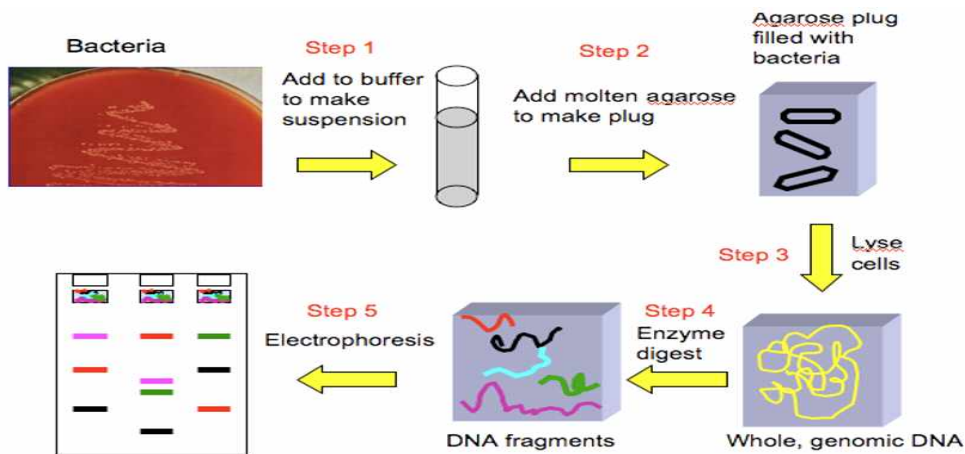 Bacteria
Step 1
Add to buffer
to make
suspension
Step 2
Add molten agarose
to make plug
Agarose plug
filled with
bacteria
Step 3
Lyse
cells
Step 4
Enzyme
digest
Whole, genomic DNA
DNA fragments
Step 5
Electrophoresis